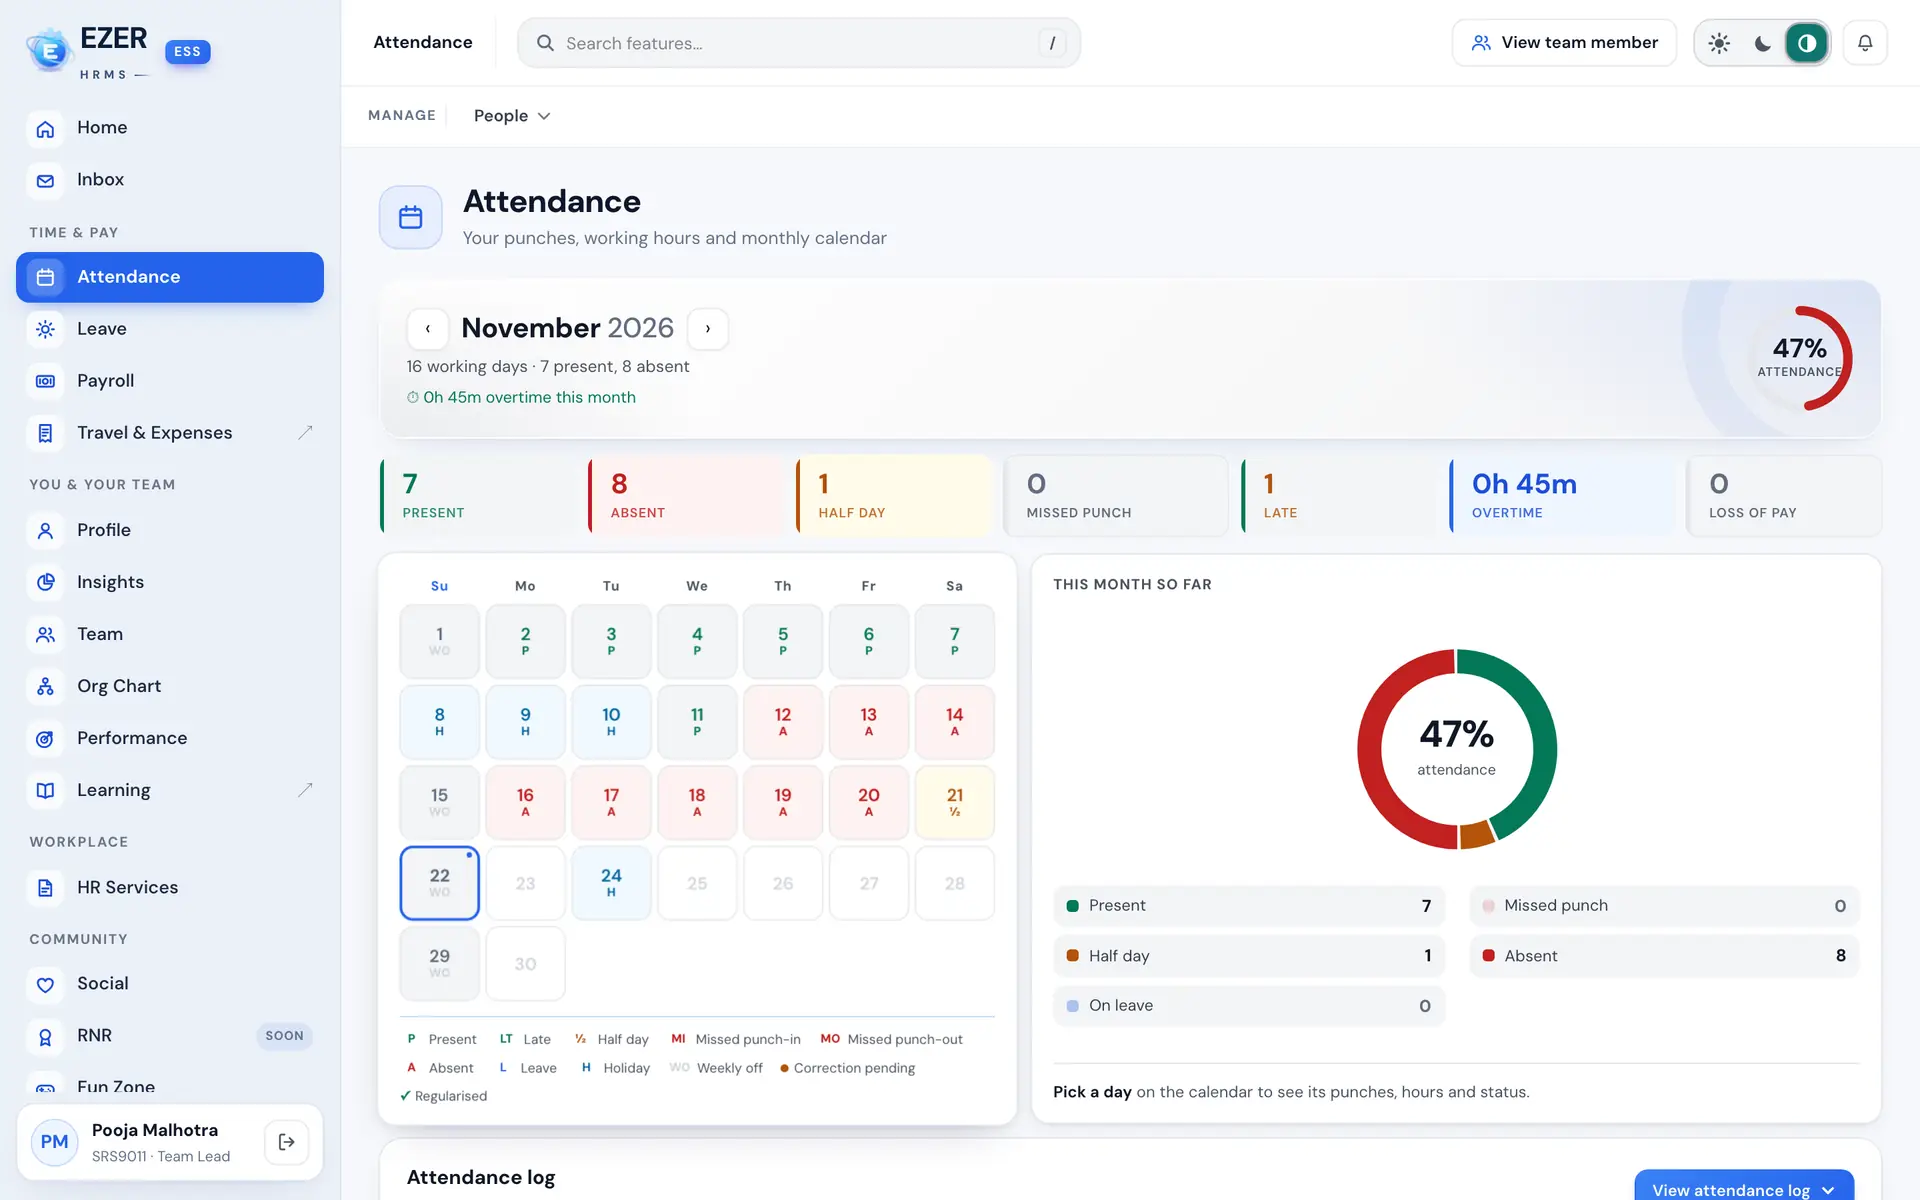 EZER
HRMS
ESS
Home
Inbox
TIME & PAY
Attendance
Leave
Payroll
Travel & Expenses
YOU & YOUR TEAM
Profile
Insights
Team
Org Chart
Performance
Learning
WORKPLACE
HR Services
COMMUNITY
Social
RNR SOON
Fun Zone
PM
Pooja Malhotra
SRS9011 · Team Lead
Attendance
Search features...
/
View team member
MANAGE
People
Attendance
Your punches, working hours and monthly calendar
‹ November 2026 ›
16 working days · 7 present, 8 absent
0h 45m overtime this month
47%
ATTENDANCE
7
PRESENT
8
ABSENT
1
HALF DAY
0
MISSED PUNCH
1
LATE
0h 45m
OVERTIME
0
LOSS OF PAY
Su Mo Tu We Th Fr Sa
1 2 3 4 5 6 7
WO P P P P P P
8 9 10 11 12 13 14
H H H P A A A
15 16 17 18 19 20 21
WO A A A A A ½
22 23 24 25 26 27 28
WO H
29 30
WO
P Present LT Late ½ Half day MI Missed punch-in MO Missed punch-out
A Absent L Leave H Holiday WO Weekly off Correction pending
✓ Regularised
THIS MONTH SO FAR
47%
attendance
Present 7
Missed punch 0
Half day 1
Absent 8
On leave 0
Pick a day on the calendar to see its punches, hours and status.
Attendance log
View attendance log